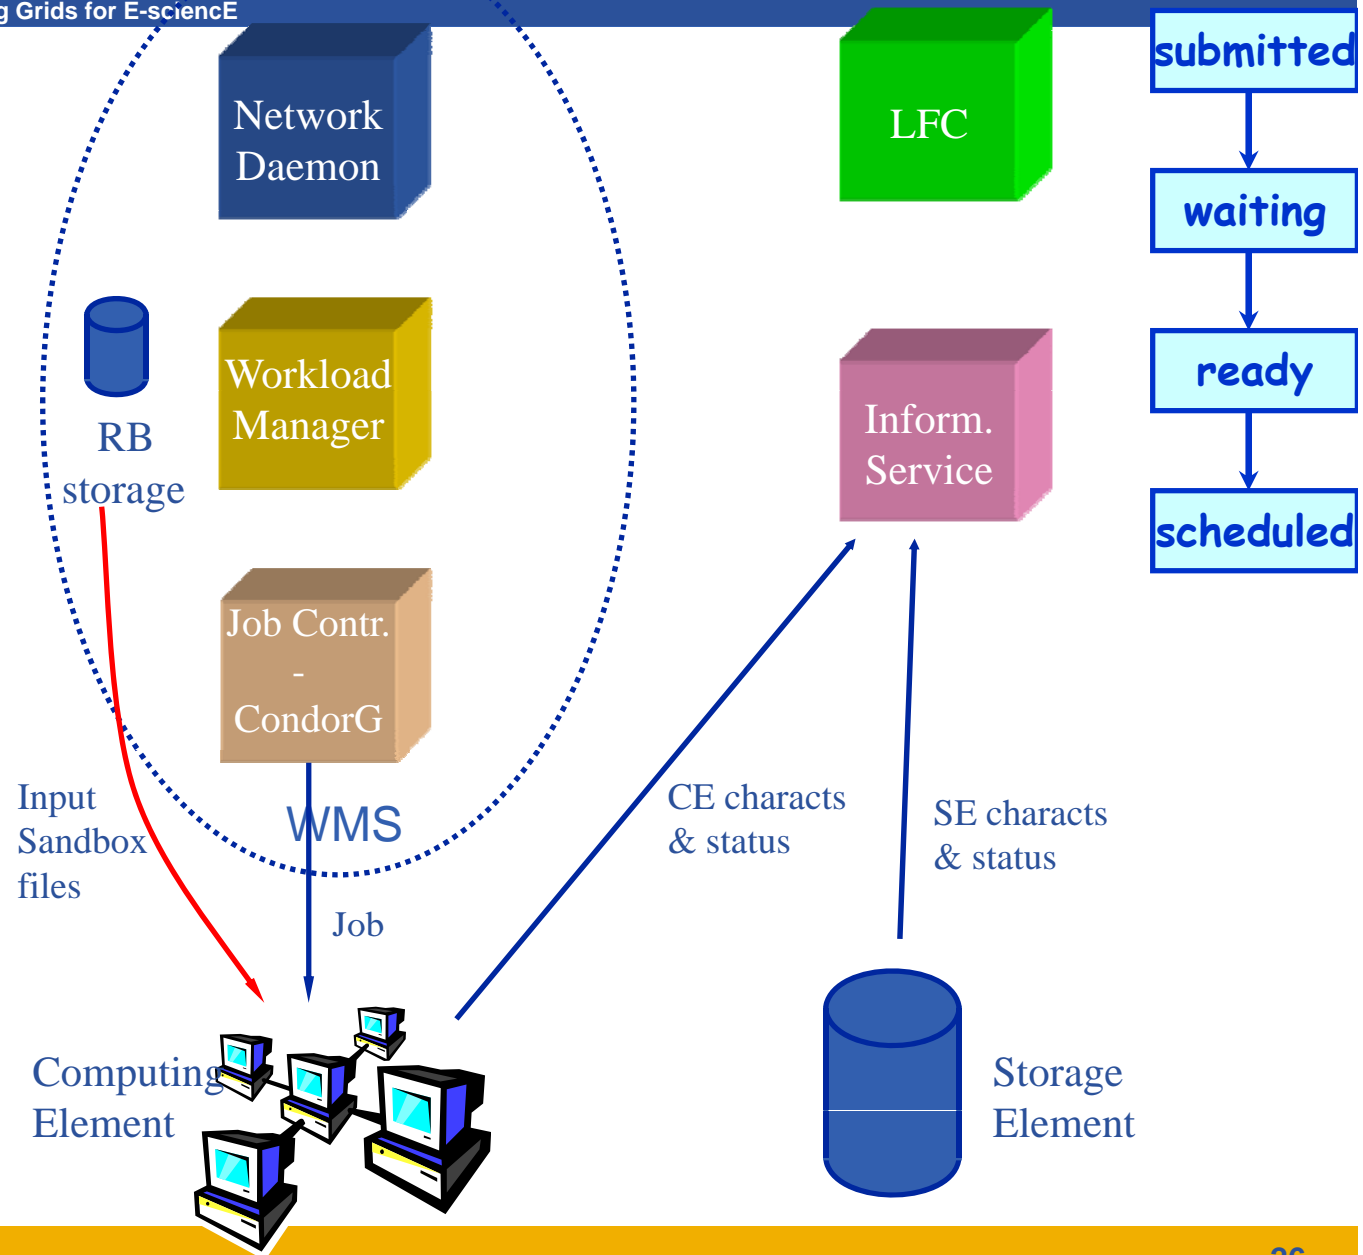 g Grids for E-sciencE
Network
Daemon
LFC
submitted
waiting
ready
scheduled
RB
storage
Workload
Manager
Inform.
Service
Job Contr.
-
CondorG
WMS
Input
Sandbox
files
Job
CE characts
& status
SE characts
& status
Computing
Element
Storage
Element